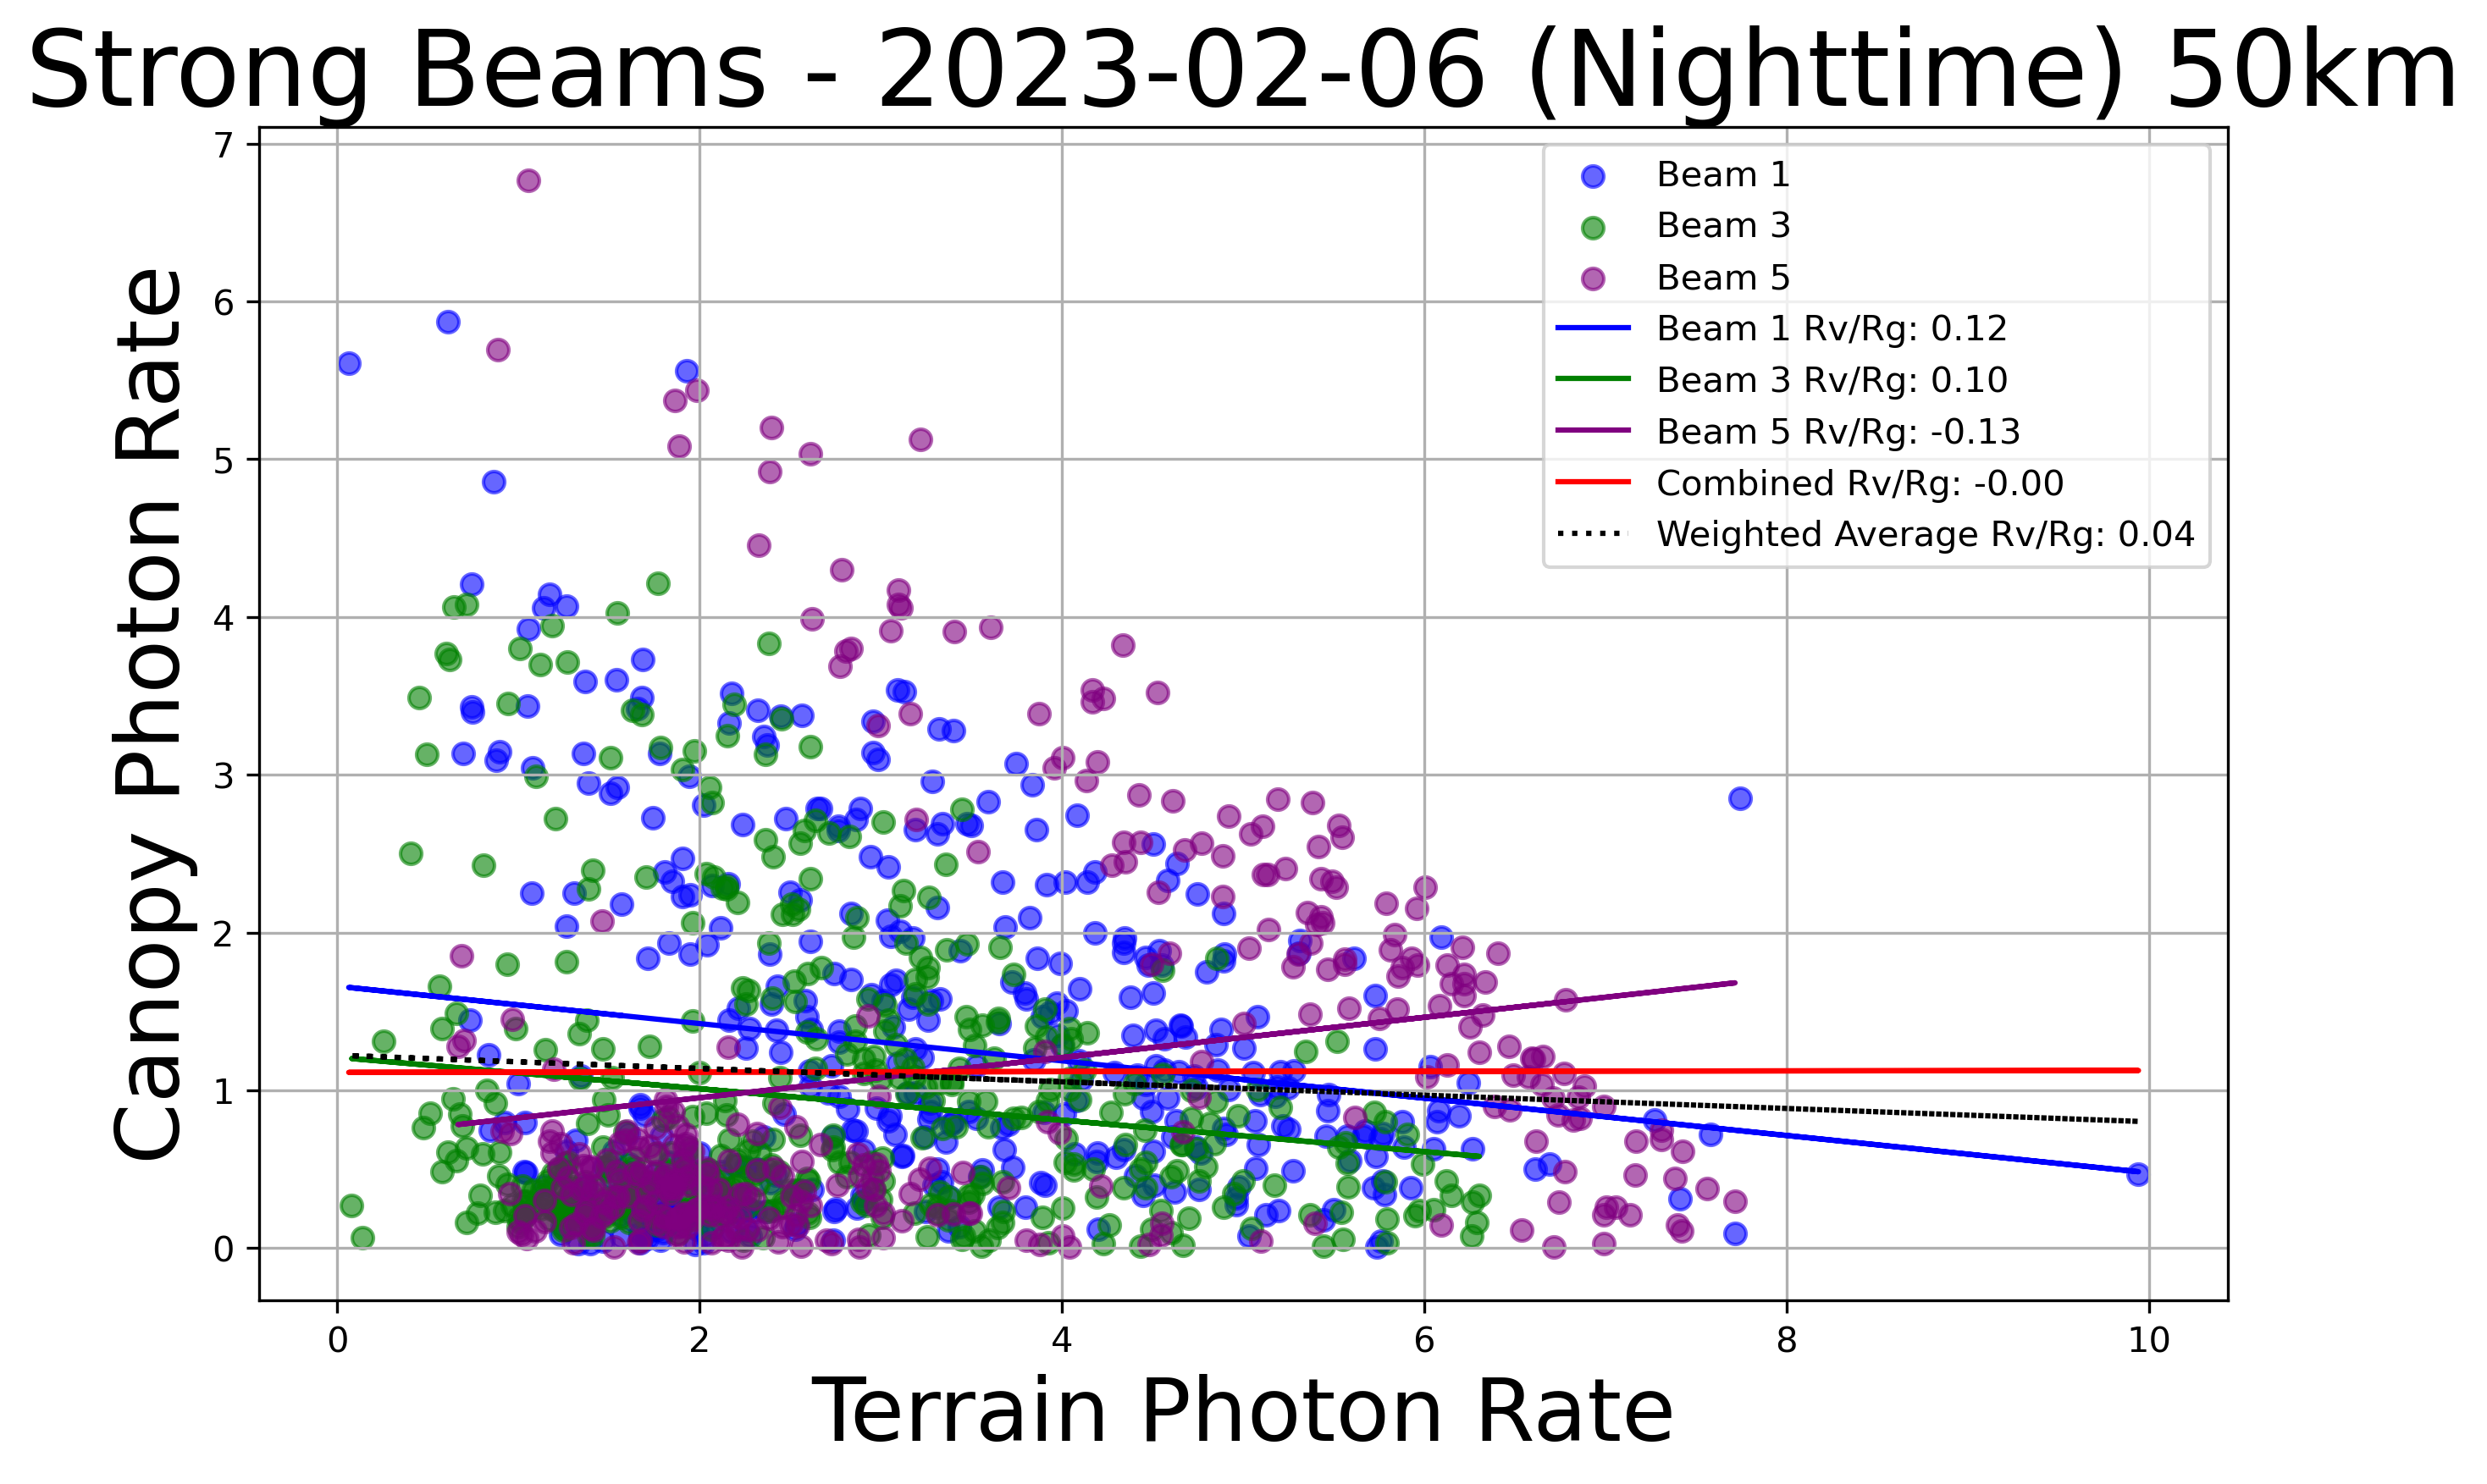 Strong Beams - 2023-02-06 (Nighttime) 50km
7
6
5
4
3
2
1
0
Canopy Photon Rate
Beam 1
Beam 3
Beam 5
Beam 1 Rv/Rg: 0.12
Beam 3 Rv/Rg: 0.10
Beam 5 Rv/Rg: -0.13
Combined Rv/Rg: -0.00
Weighted Average Rv/Rg: 0.04
0 2 4 6 8 10
Terrain Photon Rate